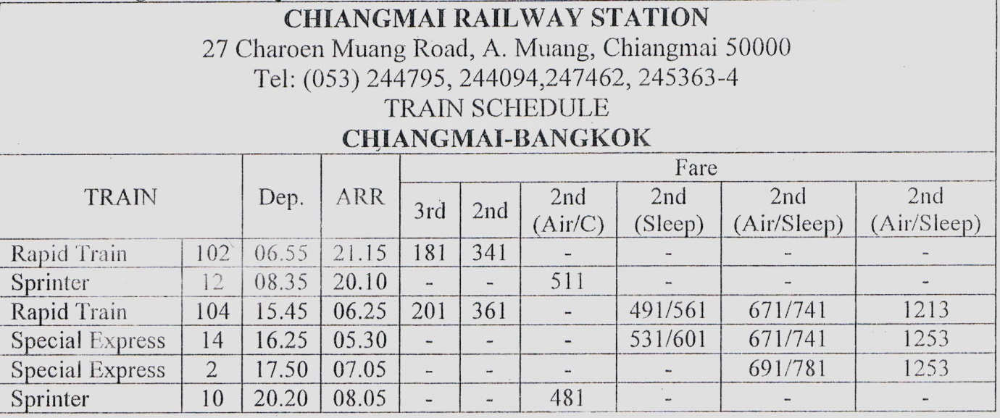 CHIANGMAI RAILWAY STATION
27 Charoen Muang Road, A. Muang, Chiangmai 50000
Tel: (053) 244795, 244094,247462, 245363-4
TRAIN SCHEDULE
CHIANGMAI-BANGKOK
TRAIN Dep. ARR Fare
3rd 2nd 2nd (Air/C) 2nd (Sleep) 2nd (Air/Sleep) 2nd (Air/Sleep)
Rapid Train 102 06.55 21.15 181 341 - - - -
Sprinter 12 08.35 20.10 - - 511 - - -
Rapid Train 104 15.45 06.25 201 361 - 491/561 671/741 1213
Special Express 14 16.25 05.30 - - - 531/601 671/741 1253
Special Express 2 17.50 07.05 - - - - 691/781 1253
Sprinter 10 20.20 08.05 - - 481 - - -